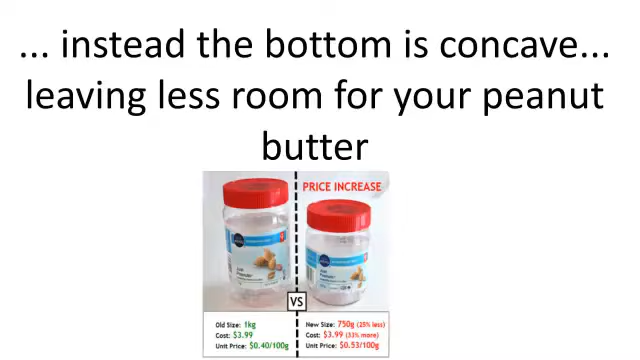 ... instead the bottom is concave...
leaving less room for your peanut
butter
PRICE INCREASE
VS
Old Size: 1kg
Cost: $3.99
Unit Price: $0.40/100g
New Size: 750g (25% less)
Cost: $3.99 (33% more)
Unit Price: $0.53/100g